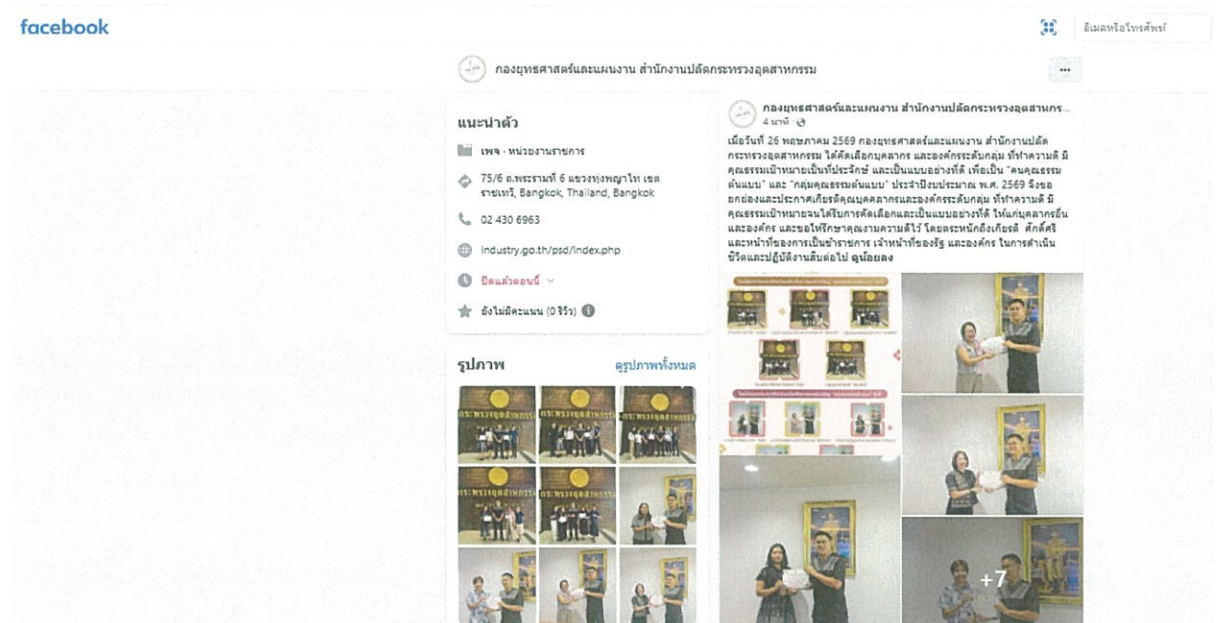 facebook
อีเมลหรือโทรศัพท์
กองยุทธศาสตร์และแผนงาน สำนักงานปลัดกระทรวงอุตสาหกรรม
แนะนำตัว
เพจ · หน่วยงานราชการ
75/6 ถ.พระรามที่ 6 แขวงทุ่งพญาไท เขต
ราชเทวี, Bangkok, Thailand, Bangkok
02 430 6963
industry.go.th/psd/index.php
ปิดแล้วตอนนี้
ยังไม่มีคะแนน (0 รีวิว)
รูปภาพ
ดูรูปภาพทั้งหมด
กองยุทธศาสตร์และแผนงาน สำนักงานปลัดกระทรวงอุตสาหกร...
4 นาที
เมื่อวันที่ 26 พฤษภาคม 2569 กองยุทธศาสตร์และแผนงาน สำนักงานปลัด
กระทรวงอุตสาหกรรม ได้คัดเลือกบุคลากร และองค์กรระดับกลุ่ม ที่ทำความดี มี
คุณธรรมเป้าหมายเป็นที่ประจักษ์ และเป็นแบบอย่างที่ดี เพื่อเป็น "คนคุณธรรม
ต้นแบบ" และ "กลุ่มคุณธรรมต้นแบบ" ประจำปีงบประมาณ พ.ศ. 2569 จึงขอ
ยกย่องและประกาศเกียรติคุณบุคคลากรและองค์กรระดับกลุ่ม ที่ทำความดี มี
คุณธรรมเป้าหมายจนได้รับการคัดเลือกและเป็นแบบอย่างที่ดี ให้แก่บุคลากรอื่น
และองค์กร และขอให้รักษาคุณงามความดีไว้ โดยตระหนักถึงเกียรติ ศักดิ์ศรี
และหน้าที่ของการเป็นข้าราชการ เจ้าหน้าที่ของรัฐ และองค์กร ในการดำเนิน
ชีวิตและปฏิบัติงานสืบต่อไป ดูน้อยลง
กระทรวงอุตสาหกรรม
+7